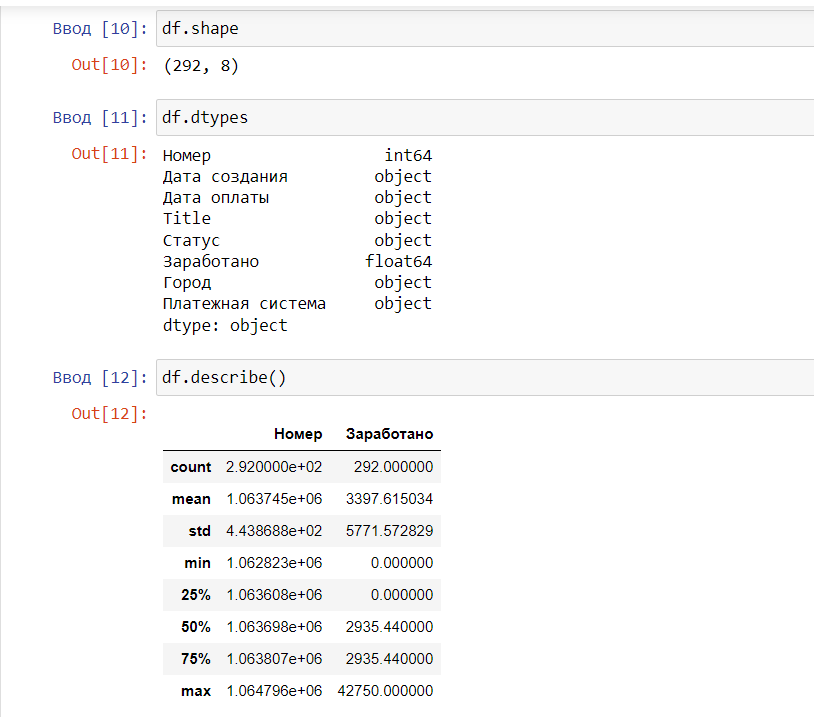 Ввод [10]: df.shape
Out[10]: (292, 8)
Ввод [11]: df.dtypes
Out[11]: Номер int64
Дата создания object
Дата оплаты object
Title object
Статус object
Заработано float64
Город object
Платежная система object
dtype: object
Ввод [12]: df.describe()
Out[12]:
Номер Заработано
count 2.920000e+02 292.000000
mean 1.063745e+06 3397.615034
std 4.438688e+02 5771.572829
min 1.062823e+06 0.000000
25% 1.063608e+06 0.000000
50% 1.063698e+06 2935.440000
75% 1.063807e+06 2935.440000
max 1.064796e+06 42750.000000